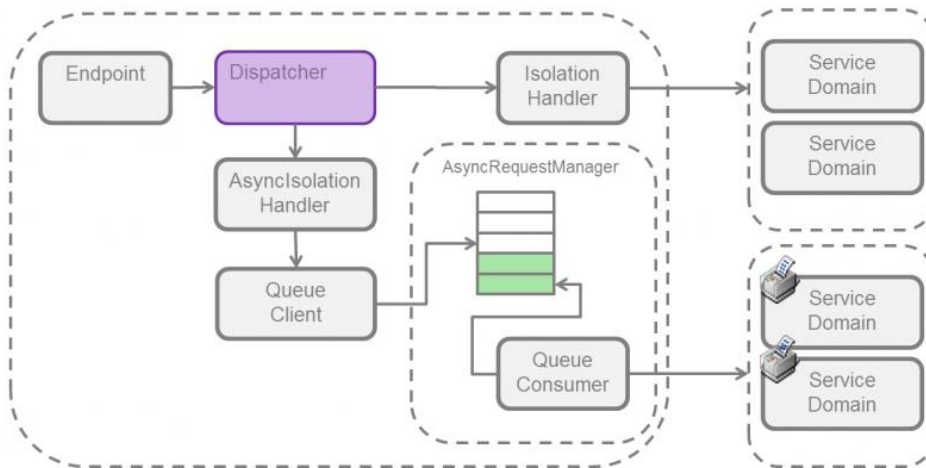 Endpoint
Dispatcher
Isolation
Handler
Service
Domain
Service
Domain
AsyncIsolation
Handler
AsyncRequestManager
Queue
Client
Queue
Consumer
Service
Domain
Service
Domain